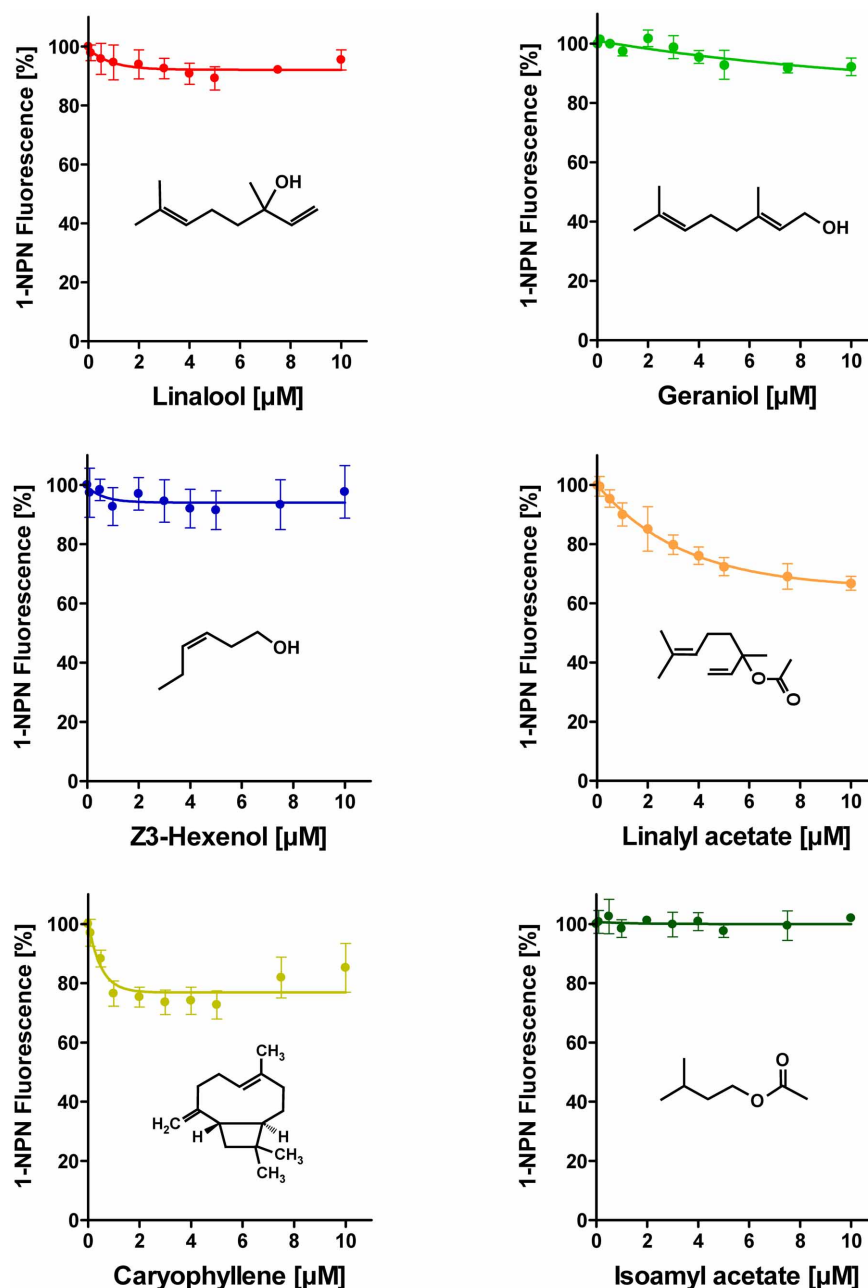 1-NPN Fluorescence [%]
100
80
60
40
20
0
OH
0 2 4 6 8 10
Linalool [µM]
1-NPN Fluorescence [%]
100
80
60
40
20
0
OH
0 2 4 6 8 10
Geraniol [µM]
1-NPN Fluorescence [%]
100
80
60
40
20
0
OH
0 2 4 6 8 10
Z3-Hexenol [µM]
1-NPN Fluorescence [%]
100
80
60
40
20
0
O
O
0 2 4 6 8 10
Linalyl acetate [µM]
1-NPN Fluorescence [%]
100
80
60
40
20
0
CH₃
H₂C
H H
CH₃
CH₃
0 2 4 6 8 10
Caryophyllene [µM]
1-NPN Fluorescence [%]
100
80
60
40
20
0
O
O
0 2 4 6 8 10
Isoamyl acetate [µM]